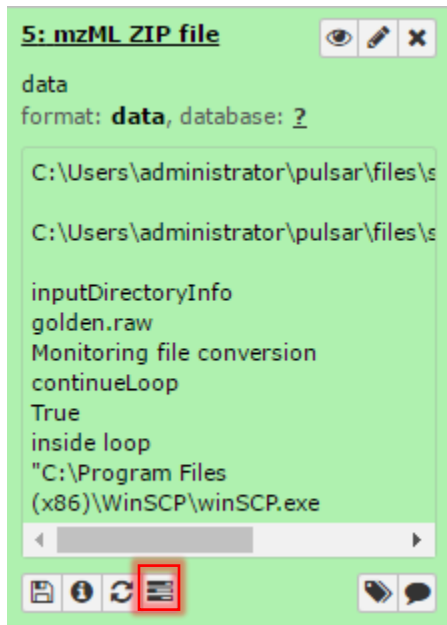 5: mzML ZIP file
data
format: data, database: ?
C:\Users\administrator\pulsar\files\s
C:\Users\administrator\pulsar\files\s
inputDirectoryInfo
golden.raw
Monitoring file conversion
continueLoop
True
inside loop
"C:\Program Files
(x86)\WinSCP\winSCP.exe